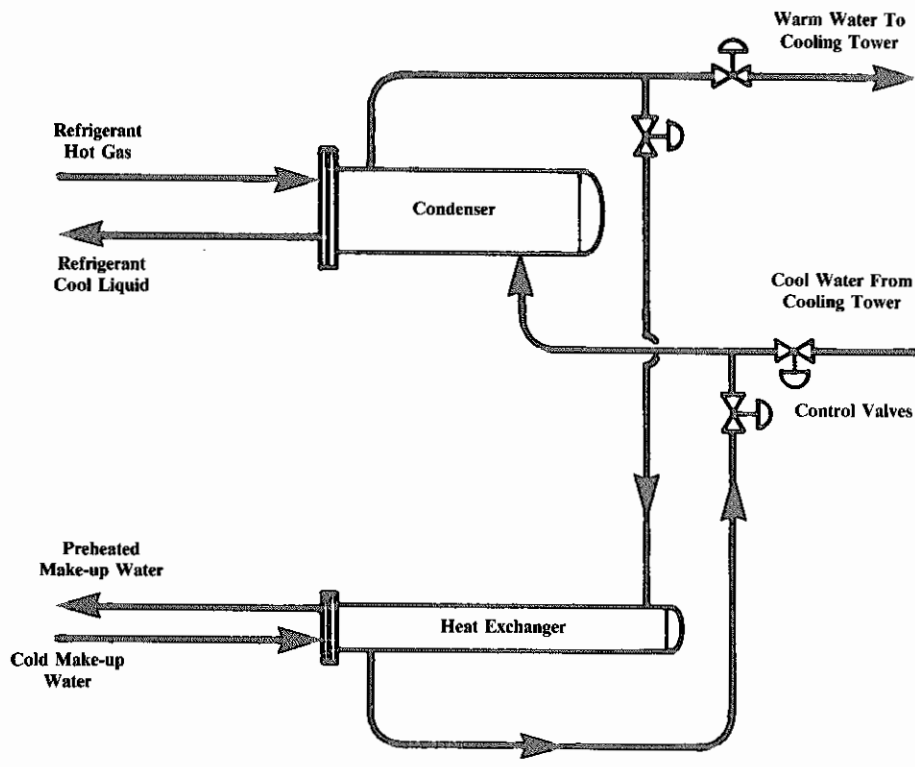 Warm Water To
Cooling Tower
Refrigerant
Hot Gas
Condenser
Refrigerant
Cool Liquid
Cool Water From
Cooling Tower
Control Valves
Preheated
Make-up Water
Heat Exchanger
Cold Make-up
Water